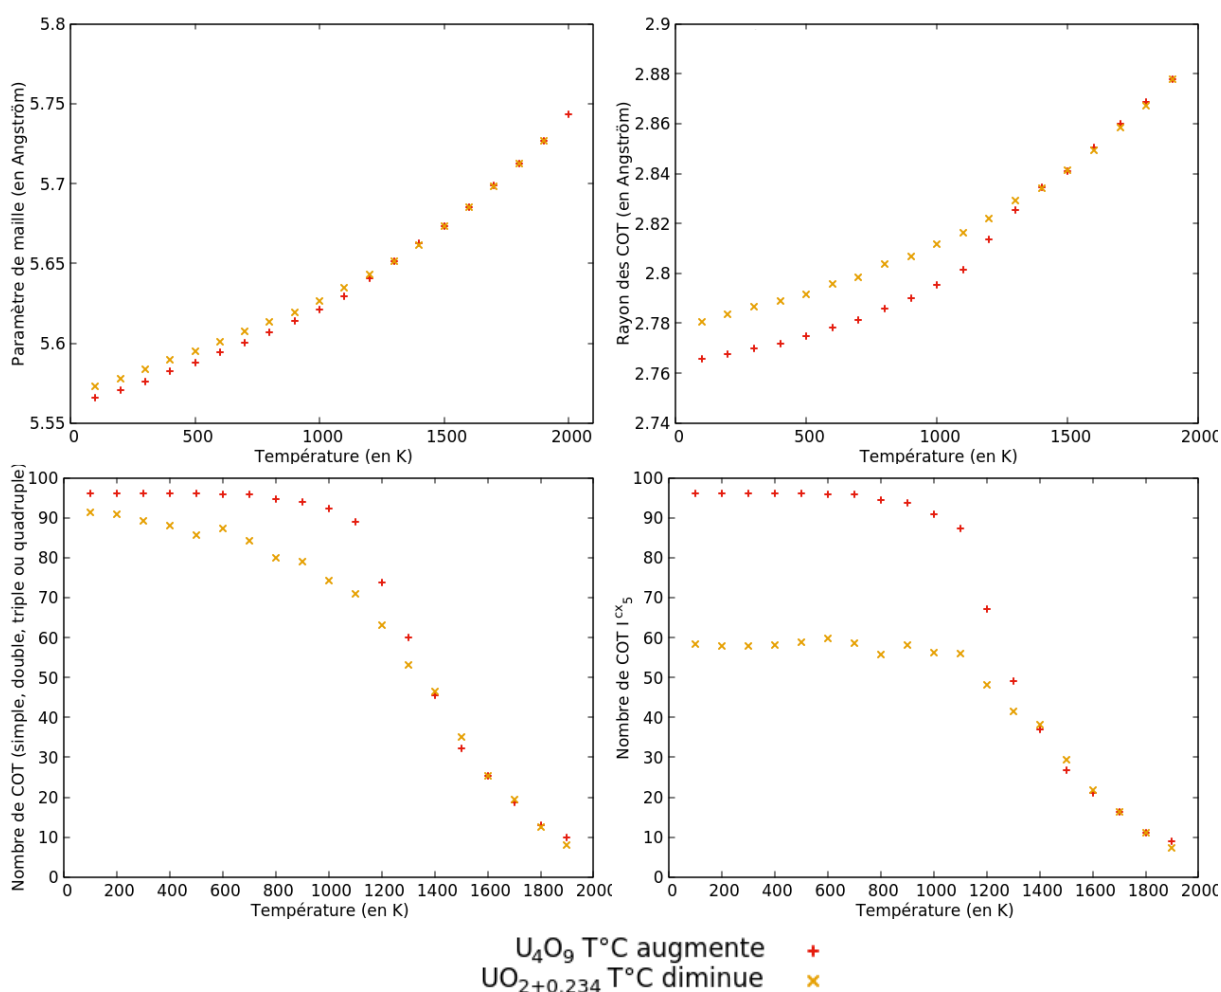 5.8
5.75
5.7
5.65
5.6
5.55
0 500 1000 1500 2000
Paramètre de maille (en Angström)
Température (en K)
2.9
2.88
2.86
2.84
2.82
2.8
2.78
2.76
2.74
0 500 1000 1500 2000
Rayon des COT (en Angström)
Température (en K)
100
90
80
70
60
50
40
30
20
10
0
0 200 400 600 800 1000 1200 1400 1600 1800 2000
Nombre de COT (simple, double, triple ou quadruple)
Température (en K)
100
90
80
70
60
50
40
30
20
10
0
0 200 400 600 800 1000 1200 1400 1600 1800 2000
Nombre de COT I^cx_5
Température (en K)
U₄O₉ T°C augmente
UO₂₊₀.₂₃₄ T°C diminue